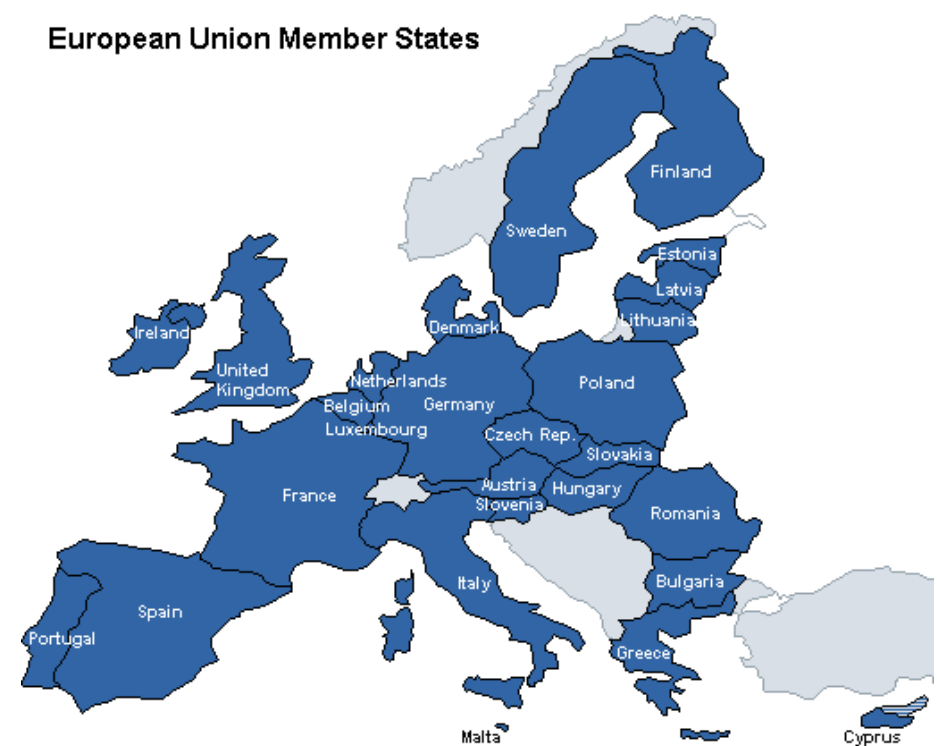 European Union Member States
Finland
Sweden
Estonia
Latvia
Lithuania
Denmark
Ireland
United
Kingdom
Netherlands
Belgium
Germany
Luxembourg
Poland
Czech Rep.
Slovakia
Austria
Hungary
Slovenia
France
Romania
Italy
Bulgaria
Spain
Portugal
Greece
Malta
Cyprus